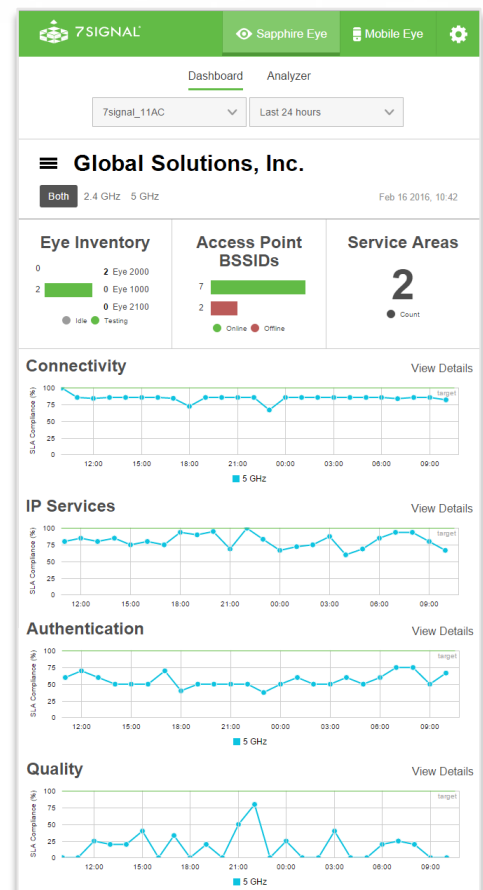 7SIGNAL
Sapphire Eye
Mobile Eye
Dashboard Analyzer
7signal_11AC Last 24 hours
Global Solutions, Inc.
Both 2.4 GHz 5 GHz Feb 16 2016, 10:42
Eye Inventory
0
2
2 Eye 2000
0 Eye 1000
0 Eye 2100
Idle Testing
Access Point
BSSIDs
7
2
Online Offline
Service Areas
2
Count
Connectivity View Details
SLA Compliance (%)
100
75
50
25
0
target
12:00 15:00 18:00 21:00 00:00 03:00 06:00 09:00
5 GHz
IP Services View Details
SLA Compliance (%)
100
75
50
25
0
target
12:00 15:00 18:00 21:00 00:00 03:00 06:00 09:00
Authentication View Details
SLA Compliance (%)
100
75
50
25
0
target
12:00 15:00 18:00 21:00 00:00 03:00 06:00 09:00
5 GHz
Quality View Details
SLA Compliance (%)
100
75
50
25
0
target
12:00 15:00 18:00 21:00 00:00 03:00 06:00 09:00
5 GHz